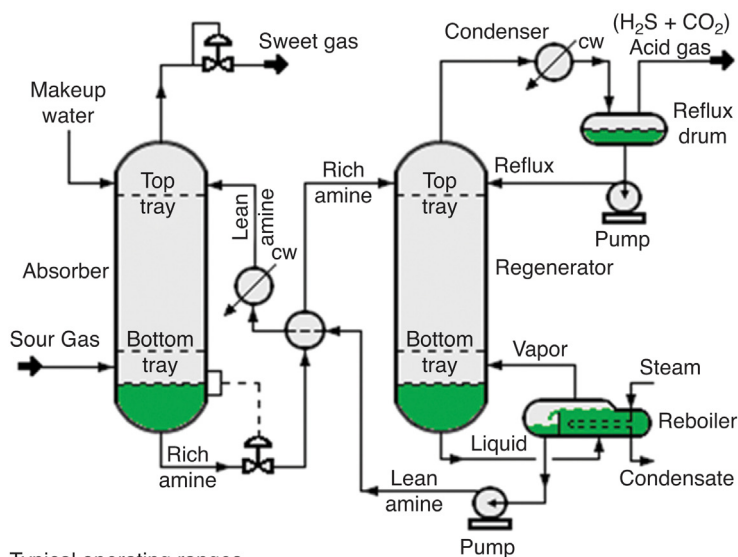 (H₂S + CO₂)
Acid gas
Condenser
cw
Sweet gas
Makeup
water
Reflux
drum
Rich
amine
Reflux
Top
tray
Lean
amine
Top
tray
Pump
cw
Absorber
Regenerator
Sour Gas
Bottom
tray
Bottom
tray
Vapor
Steam
Reboiler
Rich
amine
Liquid
Condensate
Lean
amine
Pump
Typical operating ranges